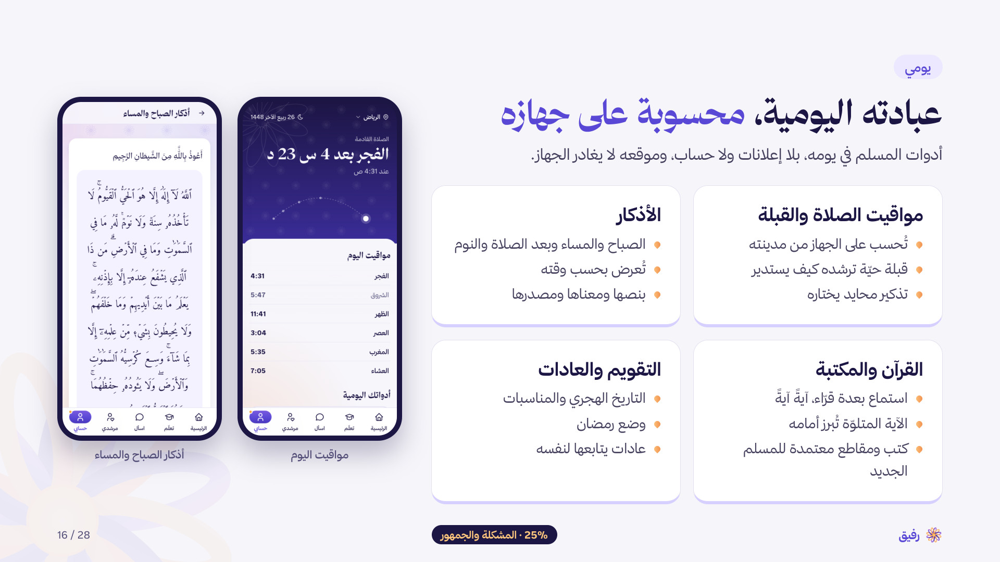 يومي
عبادته اليومية، محسوبة على جهازه
أدوات المسلم في يومه، بلا إعلانات ولا حساب، وموقعه لا يغادر الجهاز.
مواقيت الصلاة والقبلة
تُحسب على الجهاز من مدينته
قبلة حيّة ترشده كيف يستدير
تذكير محايد يختاره
الأذكار
الصباح والمساء وبعد الصلاة والنوم
تُعرض بحسب وقته
بنصها ومعناها ومصدرها
القرآن والمكتبة
استماع بعدة قرّاء، آيةً آيةً
الآية المتلوّة تُبرز أمامه
كتب ومقاطع معتمدة للمسلم
الجديد
التقويم والعادات
التاريخ الهجري والمناسبات
وضع رمضان
عادات يتابعها لنفسه
الرياض
26 ربيع الآخر 1448
الصلاة القادمة
الفجر بعد 4 س 23 د
عند 4:31 ص
مواقيت اليوم
الفجر 4:31
الشروق 5:47
الظهر 11:41
العصر 3:04
المغرب 5:35
العشاء 7:05
أدواتك اليومية
الرئيسية تعلّم اسأل مرشدي حسابي
مواقيت اليوم
أذكار الصباح والمساء
أَعُوذُ بِاللَّهِ مِنَ الشَّيطَانِ الرَّجِيمِ
ٱللَّهُ لَآ إِلَٰهَ إِلَّا هُوَ ٱلۡحَيُّ ٱلۡقَيُّومُۚ لَا
تَأۡخُذُهُۥ سِنَةٞ وَلَا نَوۡمٞۚ لَّهُۥ مَا فِي
ٱلسَّمَٰوَٰتِ وَمَا فِي ٱلۡأَرۡضِۗ مَن ذَا
ٱلَّذِي يَشۡفَعُ عِندَهُۥٓ إِلَّا بِإِذۡنِهِۦۚ
يَعۡلَمُ مَا بَيۡنَ أَيۡدِيهِمۡ وَمَا خَلۡفَهُمۡۖ
وَلَا يُحِيطُونَ بِشَيۡءٖ مِّنۡ عِلۡمِهِۦٓ إِلَّا
بِمَا شَآءَۚ وَسِعَ كُرۡسِيُّهُ ٱلسَّمَٰوَٰتِ
وَٱلۡأَرۡضَۖ وَلَا يَـُٔودُهُۥ حِفۡظُهُمَاۚ
الرئيسية تعلّم اسأل مرشدي حسابي
أذكار الصباح والمساء
رفيق
25% · المشكلة والجمهور
16 / 28